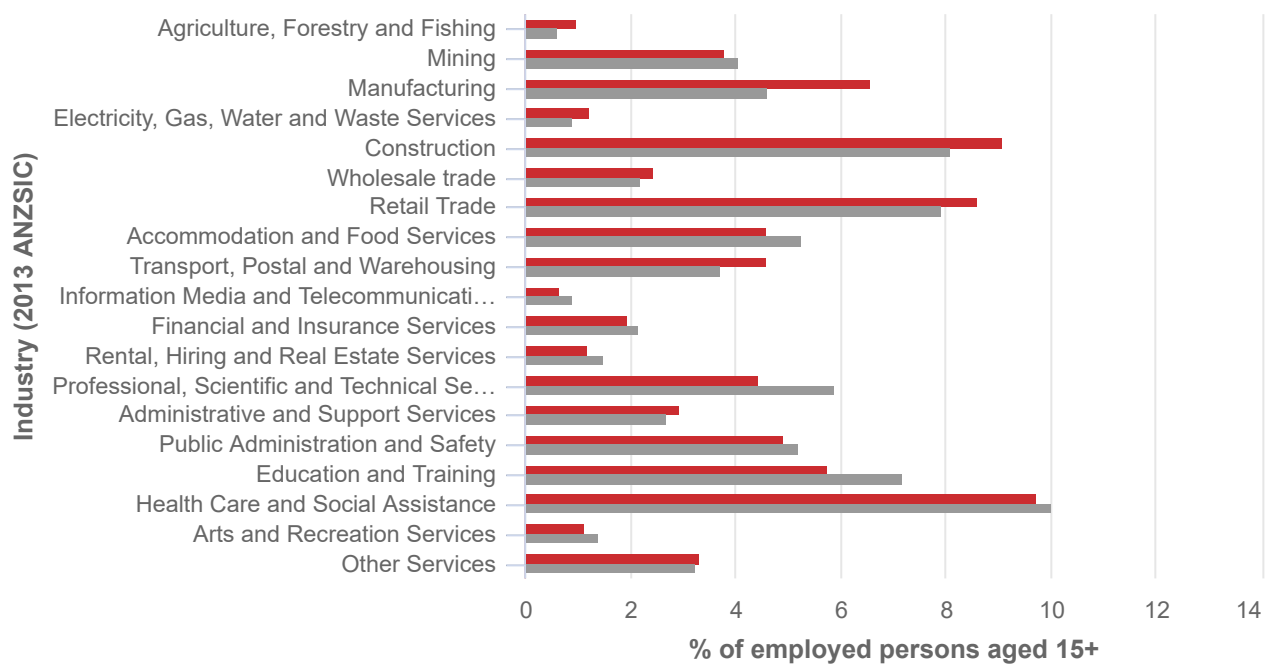 Industry (2013 ANZSIC)
Agriculture, Forestry and Fishing
Mining
Manufacturing
Electricity, Gas, Water and Waste Services
Construction
Wholesale trade
Retail Trade
Accommodation and Food Services
Transport, Postal and Warehousing
Information Media and Telecommunicati…
Financial and Insurance Services
Rental, Hiring and Real Estate Services
Professional, Scientific and Technical Se…
Administrative and Support Services
Public Administration and Safety
Education and Training
Health Care and Social Assistance
Arts and Recreation Services
Other Services
0 2 4 6 8 10 12 14
% of employed persons aged 15+